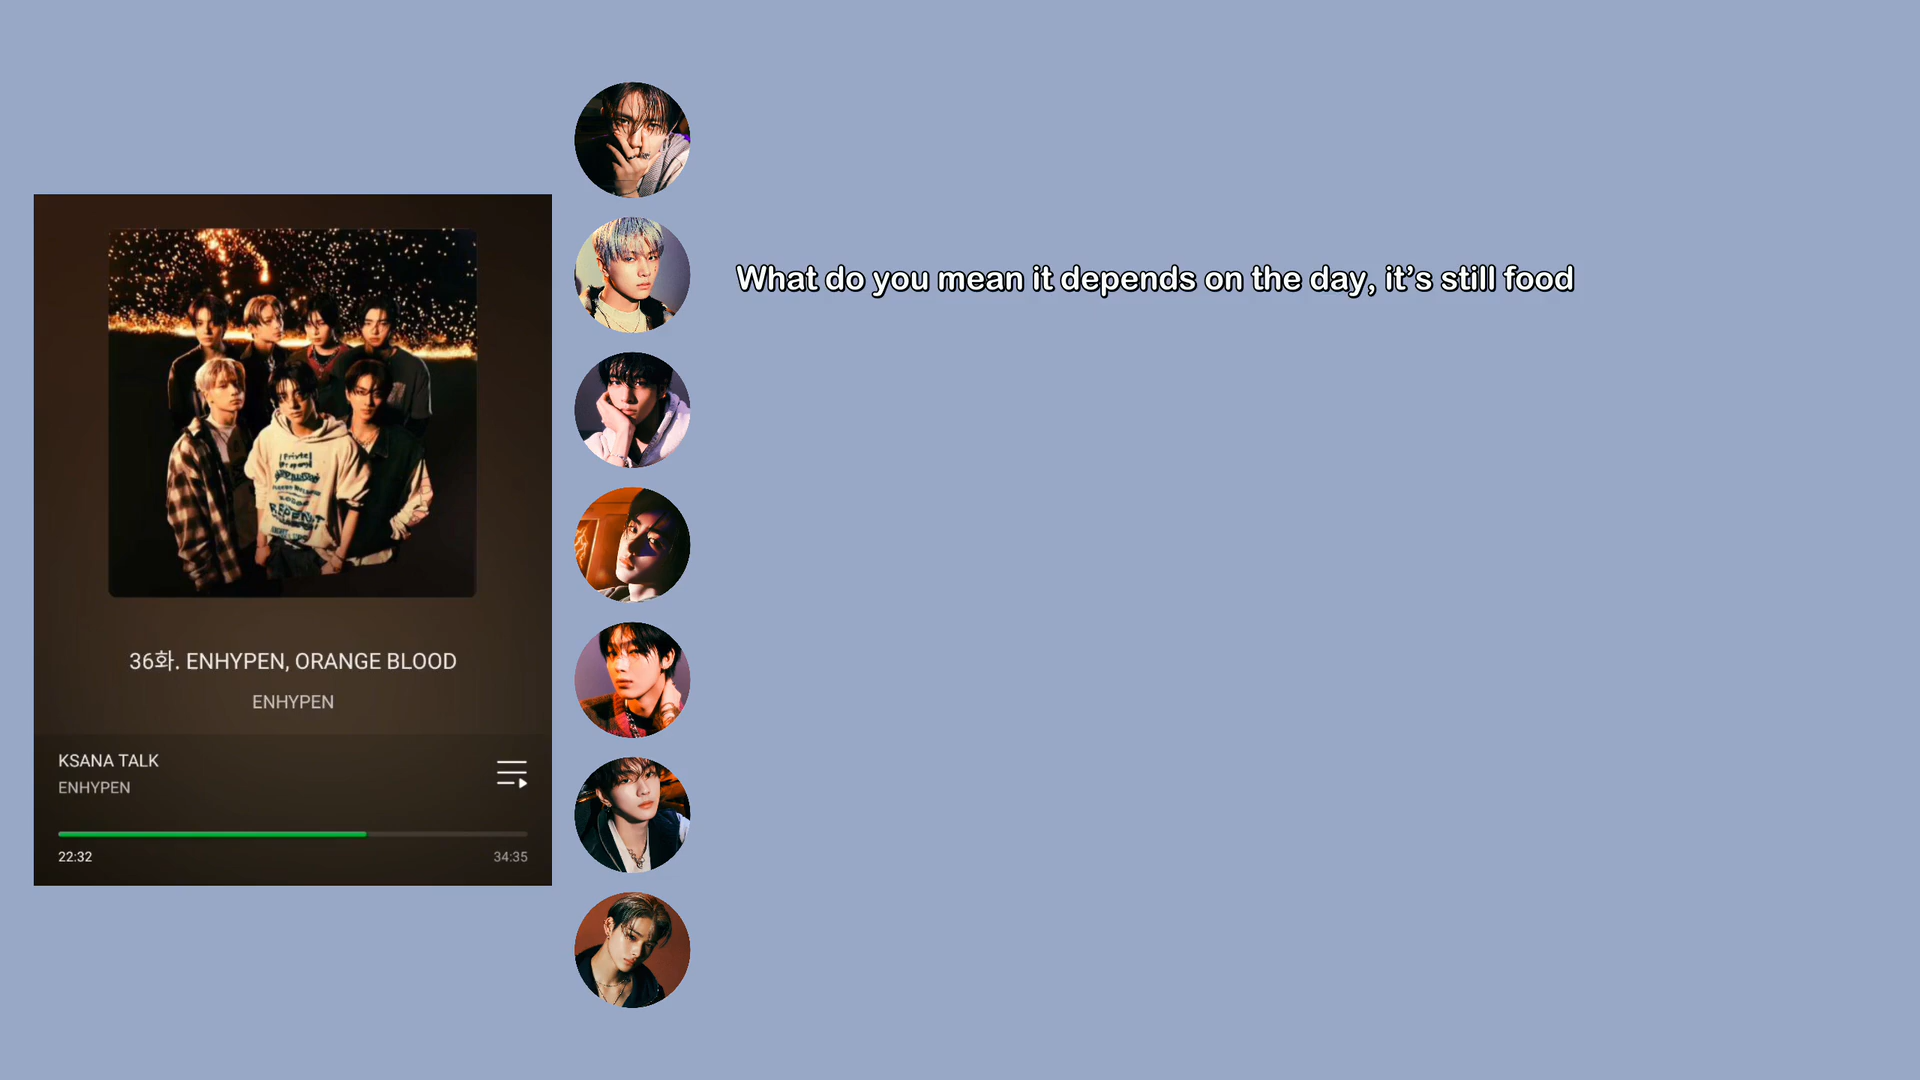 What do you mean it depends on the day, it's still food
36화. ENHYPEN, ORANGE BLOOD
ENHYPEN
KSANA TALK
ENHYPEN
22:32
34:35